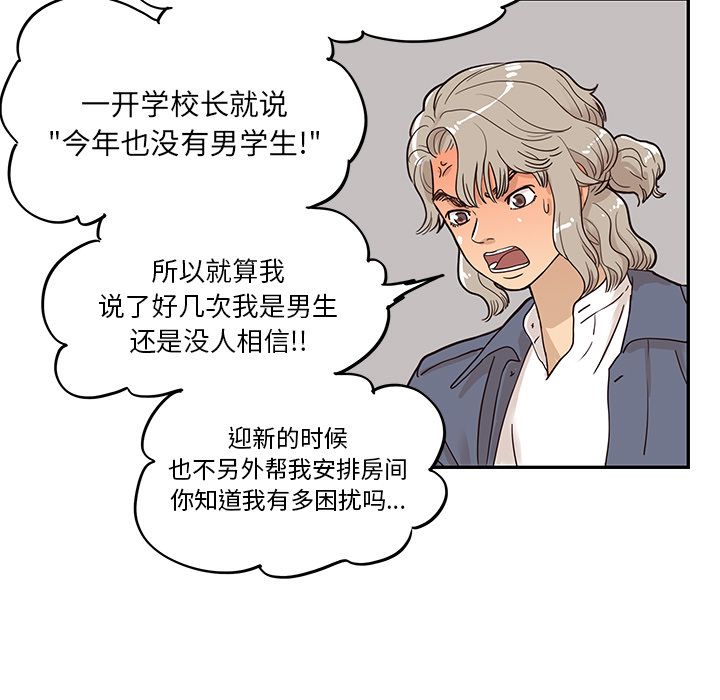 一开学校长就说
"今年也没有男学生!"
所以就算我
说了好几次我是男生
还是没人相信!!
迎新的时候
也不另外帮我安排房间
你知道我有多困扰吗...